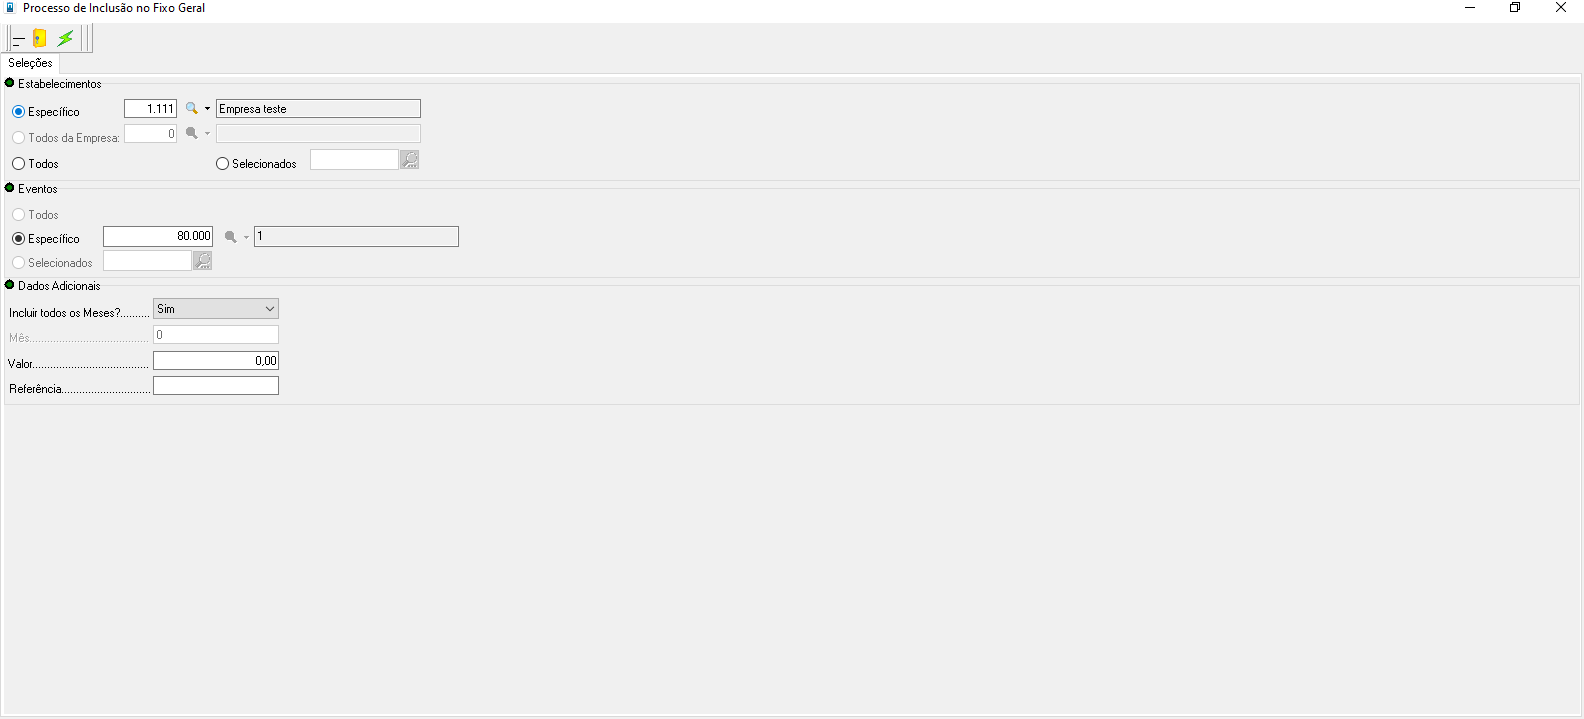 Processo de Inclusão no Fixo Geral
Seleções
Estabelecimentos
Específico 1.111 Empresa teste
Todos da Empresa: 0
Todos Selecionados
Eventos
Todos
Específico 80.000 1
Selecionados
Dados Adicionais
Incluir todos os Meses?.......... Sim
Mês........................................ 0
Valor....................................... 0,00
Referência..............................